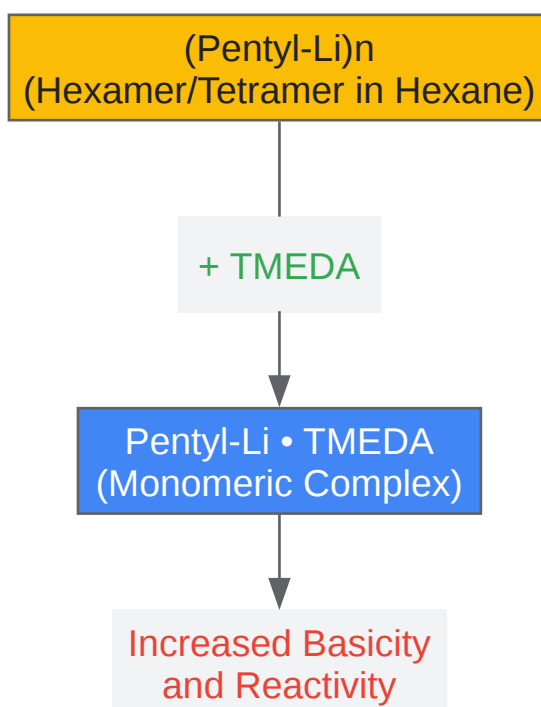 (Pentyl-Li)n
(Hexamer/Tetramer in Hexane)
+ TMEDA
Pentyl-Li • TMEDA
(Monomeric Complex)
Increased Basicity
and Reactivity